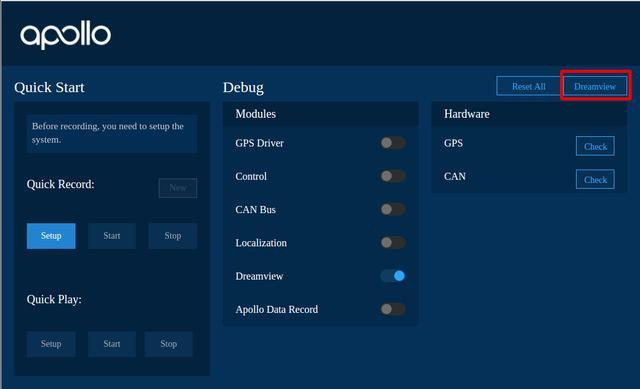 apollo
Quick Start
Debug
Reset All
Dreamview
Before recording, you need to setup the
system.
Quick Record:
New
Setup
Start
Stop
Quick Play:
Setup
Start
Stop
Modules
GPS Driver
Control
CAN Bus
Localization
Dreamview
Apollo Data Record
Hardware
GPS
Check
CAN
Check